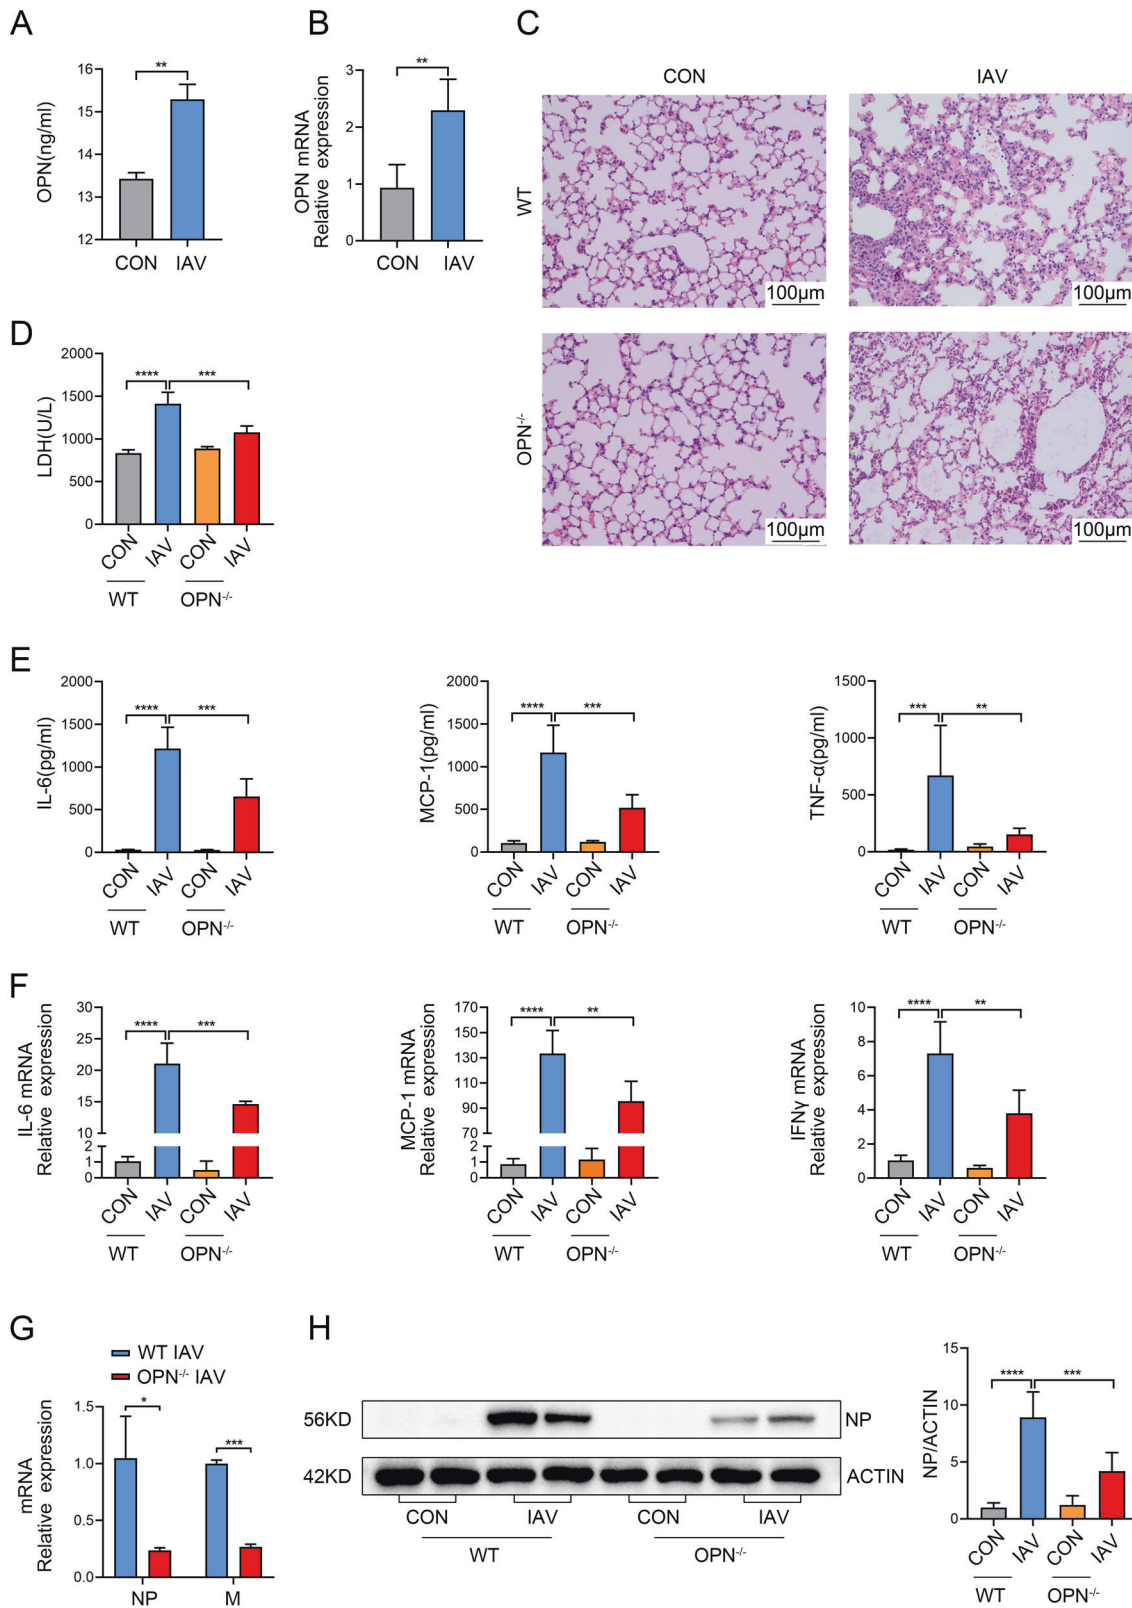 A
OPN(ng/ml)
16
15
14
13
12
**
CON
IAV
B
OPN mRNA
Relative expression
3
2
1
0
**
CON
IAV
C
CON
IAV
WT
OPN-/-
100μm
100μm
100μm
100μm
D
LDH(U/L)
2000
1500
1000
500
0
****
***
CON
IAV
CON
IAV
WT
OPN-/-
E
IL-6(pg/ml)
2000
1500
1000
500
0
****
***
CON
IAV
CON
IAV
WT
OPN-/-
MCP-1(pg/ml)
2000
1500
1000
500
0
****
***
CON
IAV
CON
IAV
WT
OPN-/-
TNF-α(pg/ml)
1500
1000
500
0
***
**
CON
IAV
CON
IAV
WT
OPN-/-
F
IL-6 mRNA
Relative expression
30
25
20
15
10
2
1
0
****
***
CON
IAV
CON
IAV
WT
OPN-/-
MCP-1 mRNA
Relative expression
170
150
130
110
90
70
2
1
0
****
**
CON
IAV
CON
IAV
WT
OPN-/-
IFNγ mRNA
Relative expression
10
8
6
4
2
0
****
**
CON
IAV
CON
IAV
WT
OPN-/-
G
WT IAV
OPN-/- IAV
mRNA
Relative expression
1.5
1.0
0.5
0.0
*
***
NP
M
H
56KD
NP
42KD
ACTIN
CON
IAV
CON
IAV
WT
OPN-/-
NP/ACTIN
15
10
5
0
****
***
CON
IAV
CON
IAV
WT
OPN-/-